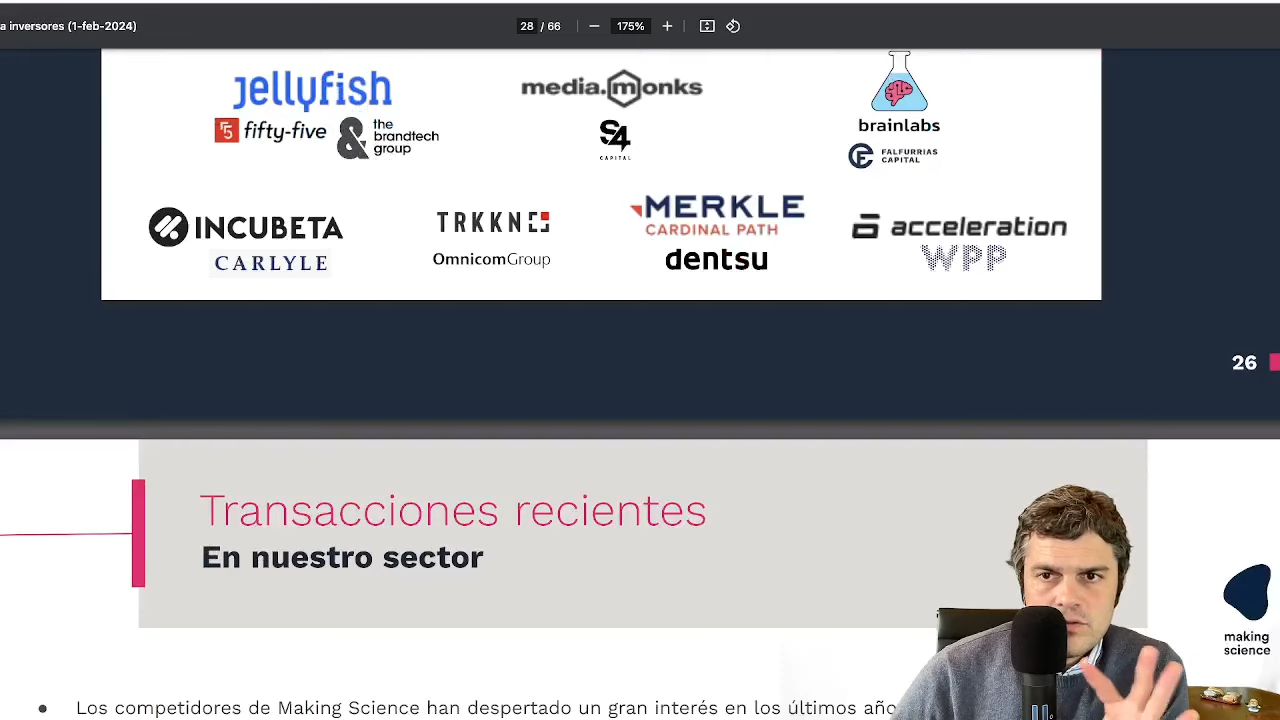 a inversores (1-feb-2024)
28 / 66
175%
jellyfish
media.monks
fifty-five
the
brandtech
group
S4
CAPITAL
brainlabs
FALFURRIAS
CAPITAL
INCUBETA
CARLYLE
TRKKN
OmnicomGroup
MERKLE
CARDINAL PATH
dentsu
acceleration
WPP
26
Transacciones recientes
En nuestro sector
making
science
Los competidores de Making Science han despertado un gran interés en los últimos año